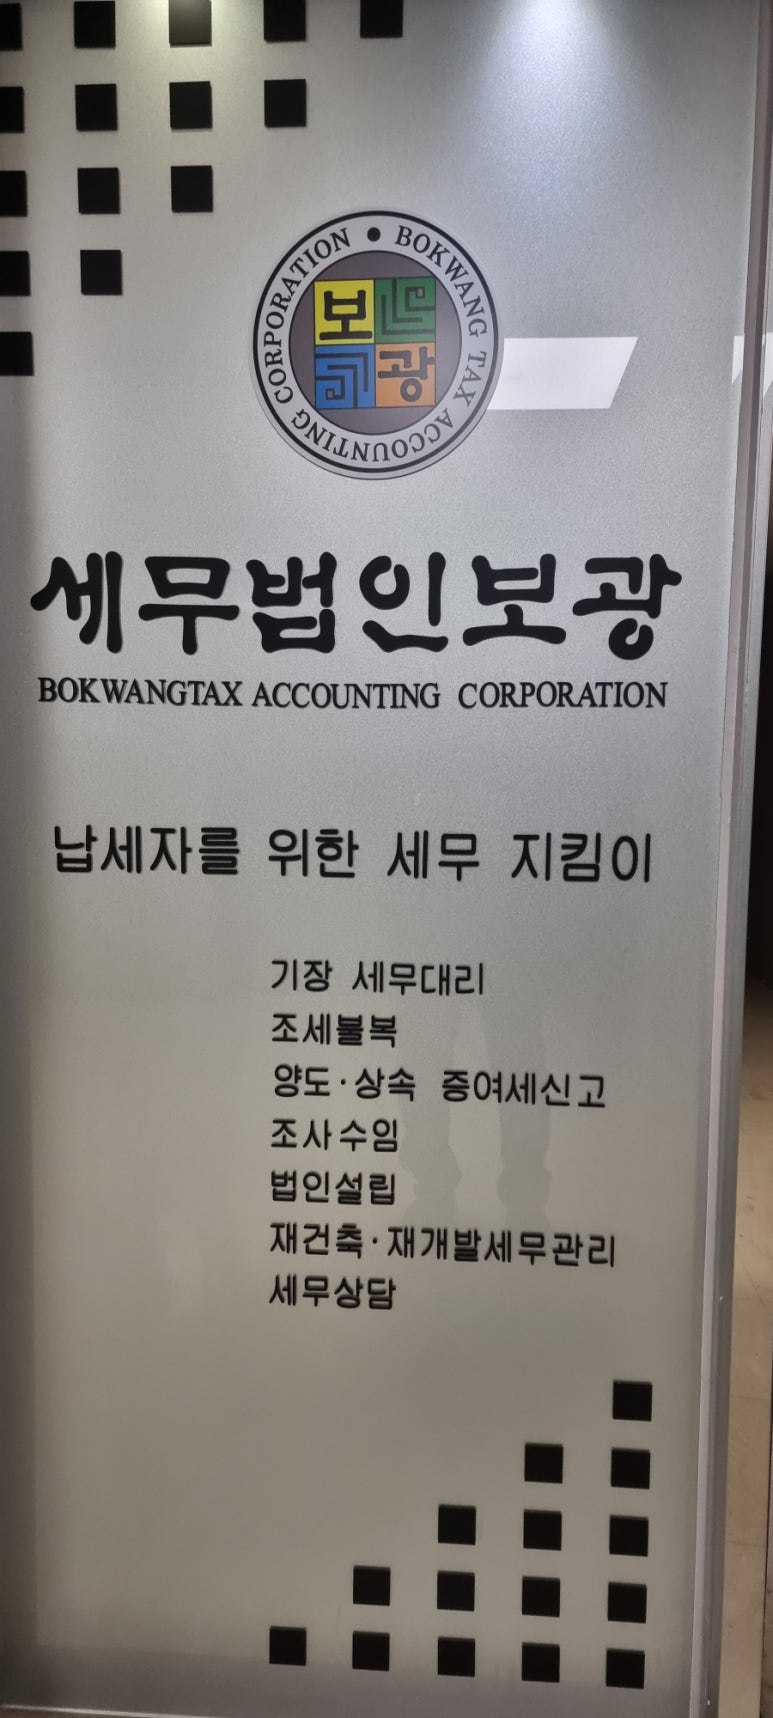 BOKWANG TAX ACCOUNTING CORPORATION
보
광
세무법인보광
BOKWANGTAX ACCOUNTING CORPORATION
납세자를 위한 세무 지킴이
기장 세무대리
조세불복
양도·상속 증여세신고
조사수임
법인설립
재건축·재개발세무관리
세무상담